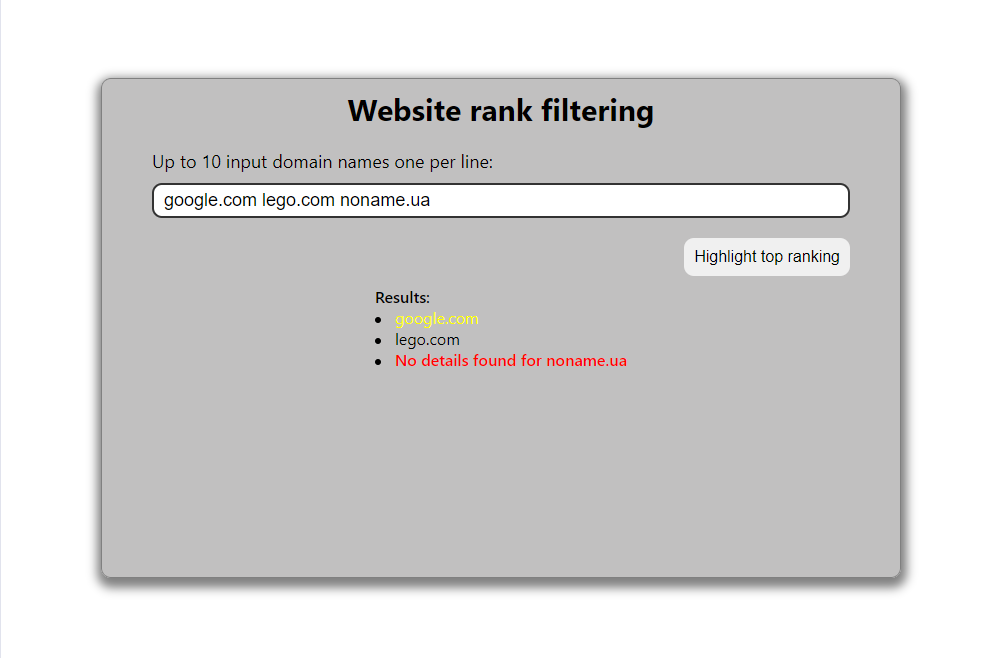 Website rank filtering
Up to 10 input domain names one per line:
google.com lego.com noname.ua
Highlight top ranking
Results:
google.com
lego.com
No details found for noname.ua